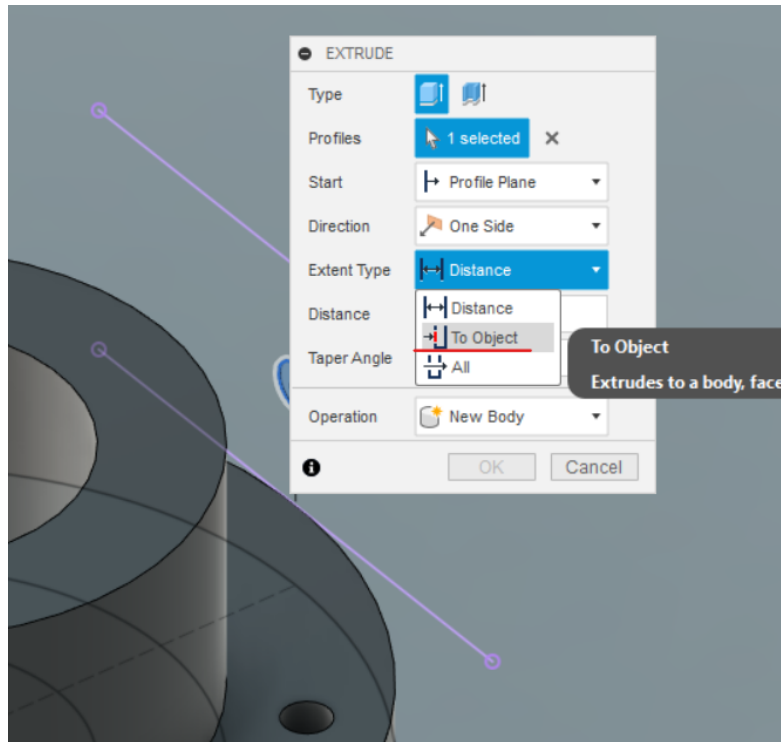 EXTRUDE
Type
Profiles 1 selected
Start Profile Plane
Direction One Side
Extent Type Distance
Distance
Distance
To Object
Taper Angle
All
To Object
Extrudes to a body, face
Operation New Body
OK Cancel